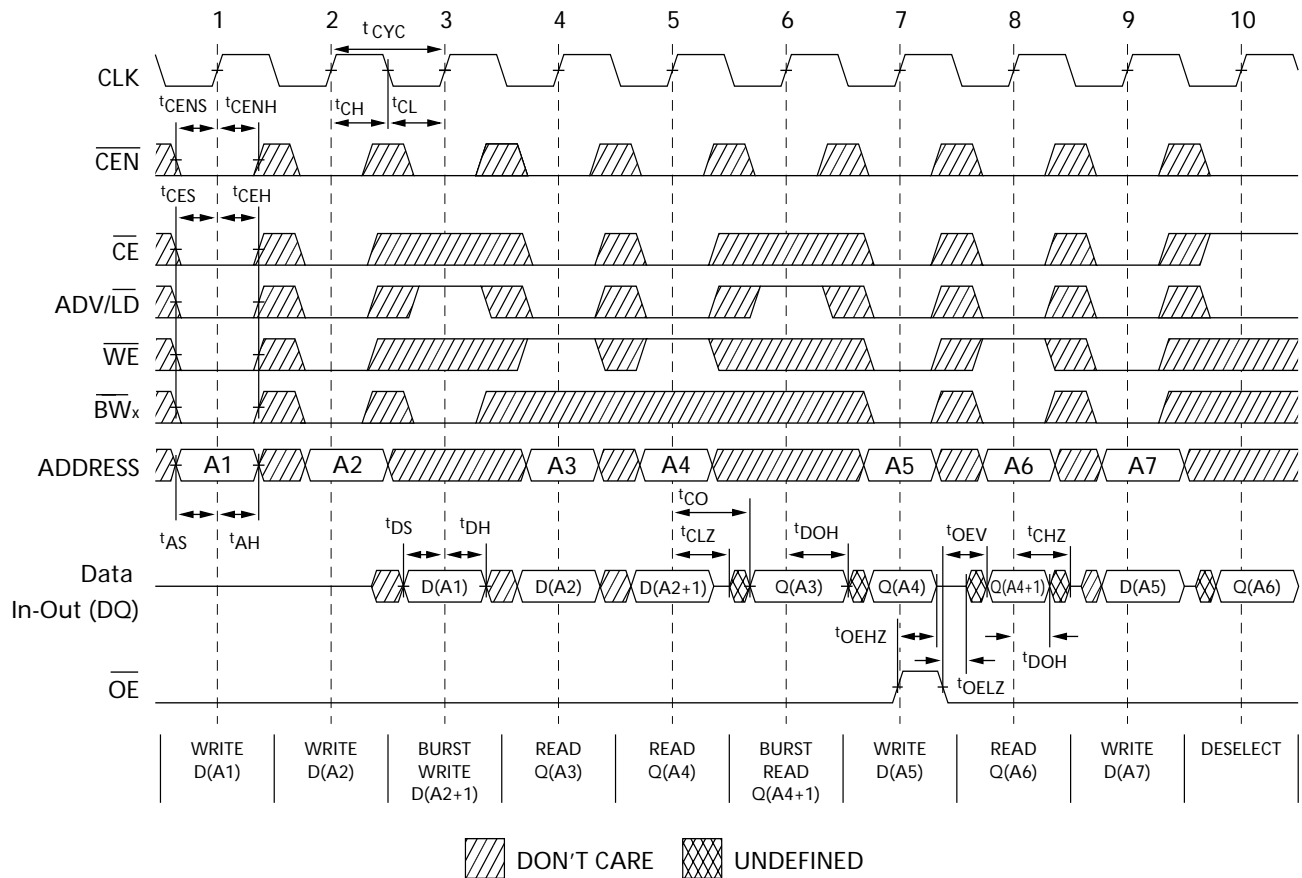 1 2 3 4 5 6 7 8 9 10
tCYC
CLK
tCENS tCENH tCH tCL
CEN
tCES tCEH
CE
ADV/LD
WE
BWx
ADDRESS A1 A2 A3 A4 A5 A6 A7
tCO
tAS tAH tDS tDH tCLZ tDOH tOEV tCHZ
Data
In-Out (DQ)
D(A1) D(A2) D(A2+1) Q(A3) Q(A4) Q(A4+1) D(A5) Q(A6)
tOEHZ tDOH
tOELZ
OE
WRITE
D(A1)
WRITE
D(A2)
BURST
WRITE
D(A2+1)
READ
Q(A3)
READ
Q(A4)
BURST
READ
Q(A4+1)
WRITE
D(A5)
READ
Q(A6)
WRITE
D(A7)
DESELECT
DON'T CARE UNDEFINED